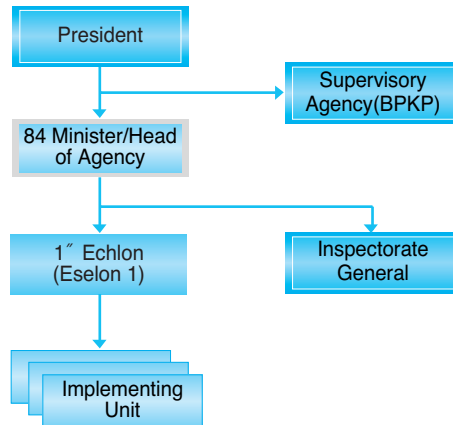 President
Supervisory
Agency(BPKP)
84 Minister/Head
of Agency
1″ Echlon
(Eselon 1)
Inspectorate
General
Implementing
Unit